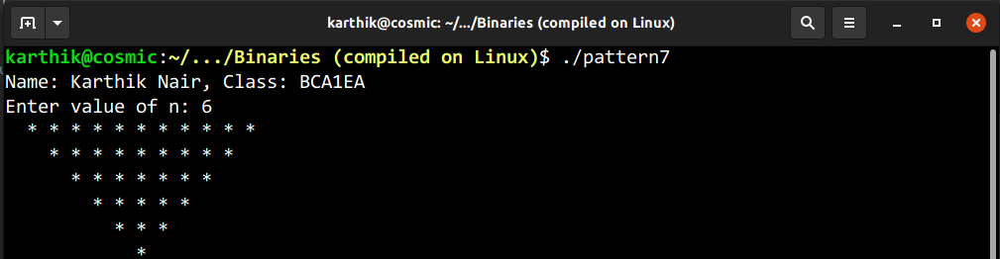 karthik@cosmic: ~/.../Binaries (compiled on Linux)
karthik@cosmic:~/.../Binaries (compiled on Linux)$ ./pattern7
Name: Karthik Nair, Class: BCA1EA
Enter value of n: 6
  * * * * * * * * * * *
    * * * * * * * * *
      * * * * * * *
        * * * * *
          * * *
            *